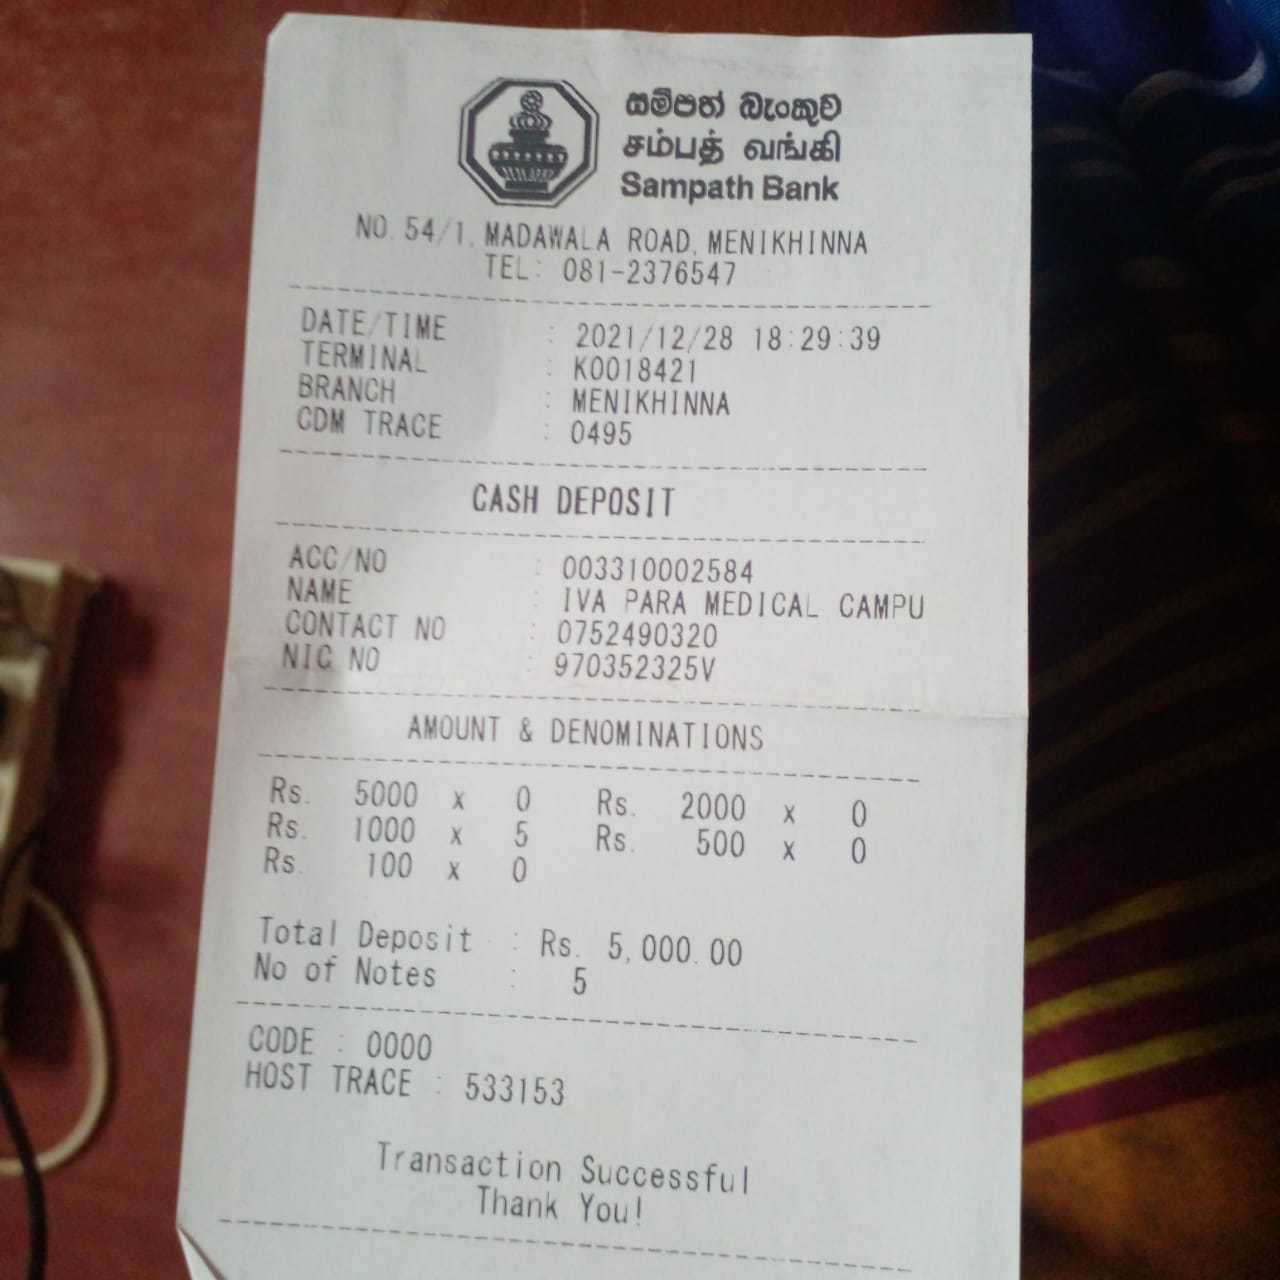 සම්පත් බැංකුව
சம்பத் வங்கி
Sampath Bank
NO. 54/1, MADAWALA ROAD, MENIKHINNA
TEL: 081-2376547
DATE/TIME : 2021/12/28 18:29:39
TERMINAL : K0018421
BRANCH : MENIKHINNA
CDM TRACE : 0495
CASH DEPOSIT
ACC/NO : 003310002584
NAME : IVA PARA MEDICAL CAMPU
CONTACT NO : 0752490320
NIC NO : 970352325V
AMOUNT & DENOMINATIONS
Rs. 5000 x 0 Rs. 2000 x 0
Rs. 1000 x 5 Rs. 500 x 0
Rs. 100 x 0
Total Deposit : Rs. 5,000.00
No of Notes : 5
CODE : 0000
HOST TRACE : 533153
Transaction Successful
Thank You!